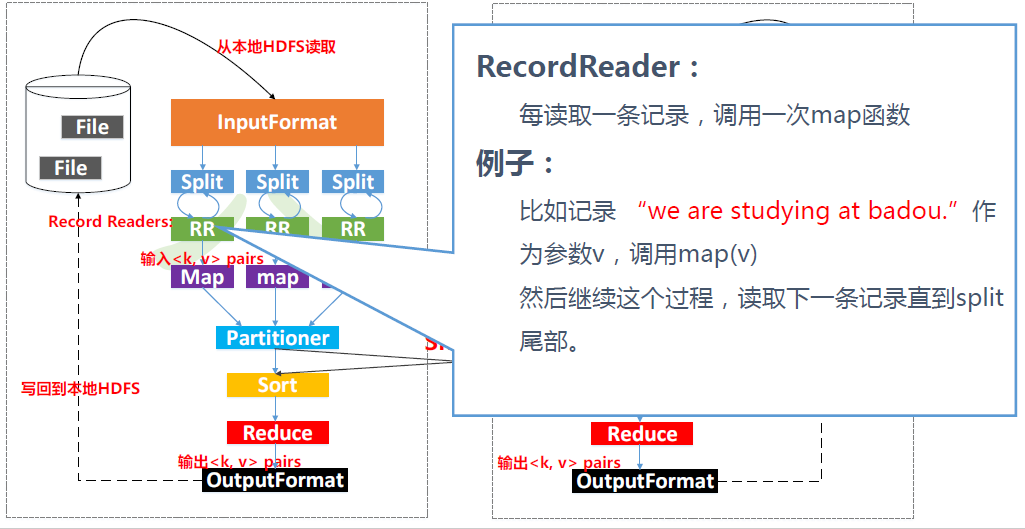 从本地HDFS读取
InputFormat
File
File
Split
Split
Split
Record Readers:
RR
RR
RR
输入<k, v> pairs
Map
map
Partitioner
Sort
写回到本地HDFS
Reduce
输出<k, v> pairs
OutputFormat
RecordReader：
每读取一条记录，调用一次map函数
例子：
比如记录 “we are studying at badou.”作
为参数v，调用map(v)
然后继续这个过程，读取下一条记录直到split
尾部。
Reduce
输出<k, v> pairs
OutputFormat